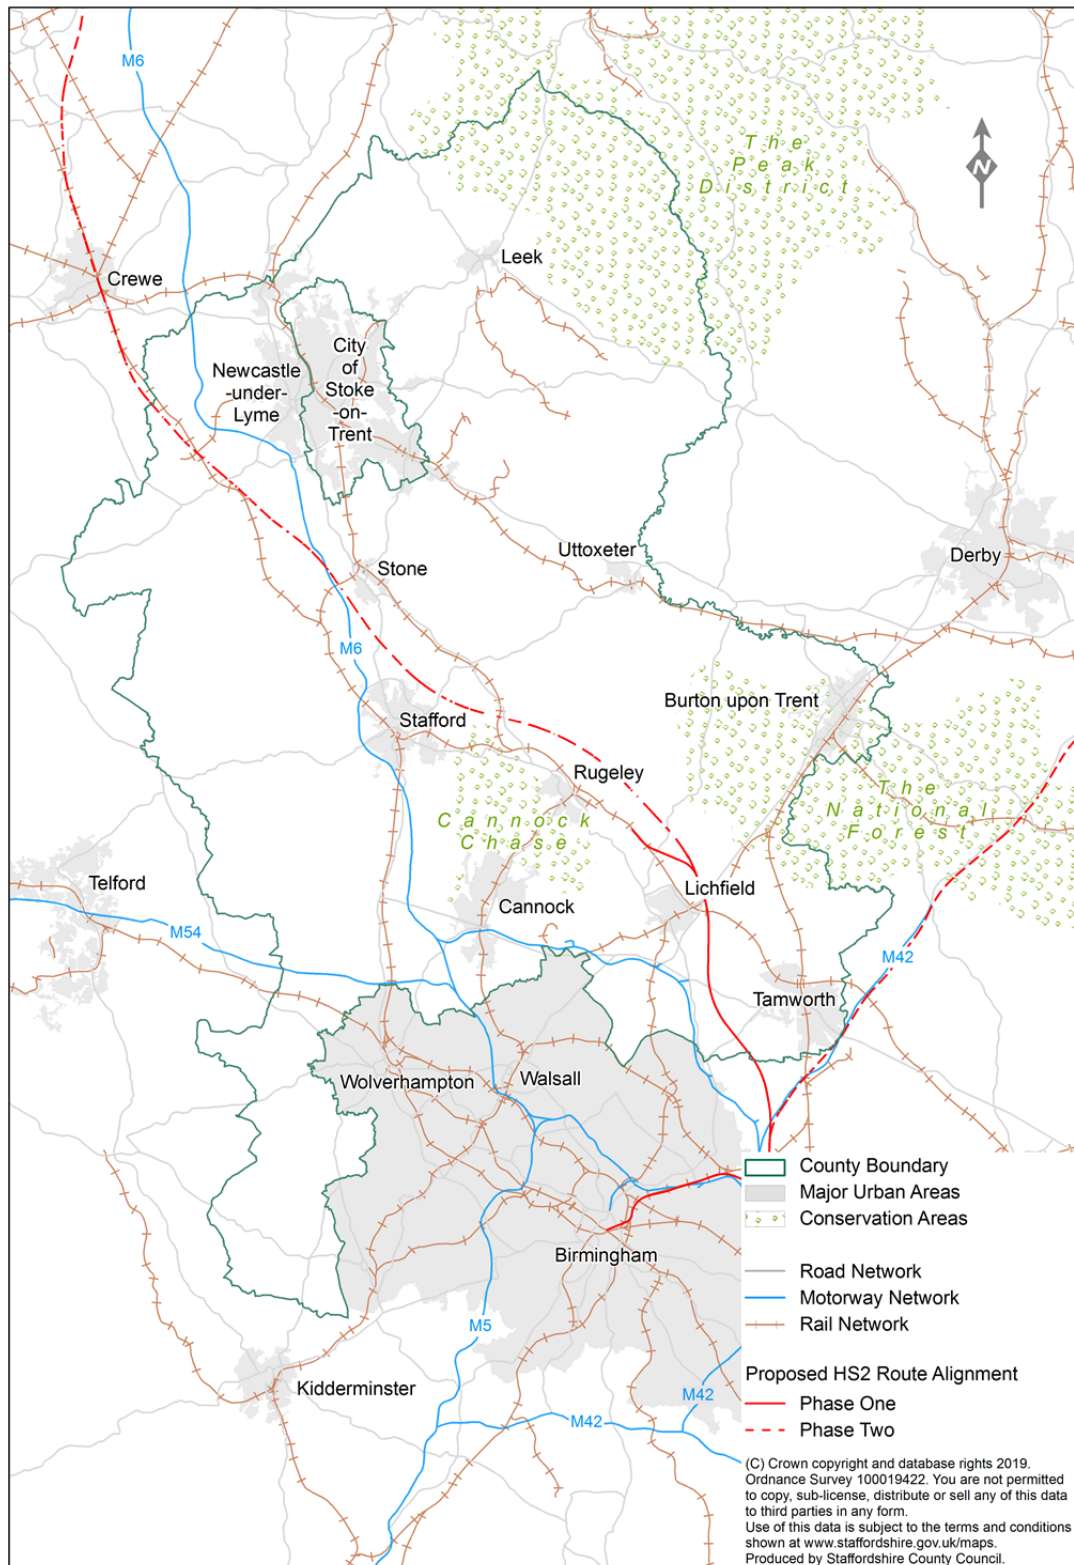 M6
The
Peak
District
N
Leek
Crewe
City
of
Stoke
-on-
Trent
Newcastle
-under-
Lyme
Uttoxeter
Derby
Stone
M6
Burton upon Trent
Stafford
Rugeley
The
National
Forest
Cannock
Chase
Telford
Lichfield
Cannock
M54
M42
Tamworth
Walsall
Wolverhampton
Birmingham
M5
Kidderminster
M42
M42
County Boundary
Major Urban Areas
Conservation Areas
Road Network
Motorway Network
Rail Network
Proposed HS2 Route Alignment
Phase One
Phase Two
(C) Crown copyright and database rights 2019.
Ordnance Survey 100019422. You are not permitted
to copy, sub-license, distribute or sell any of this data
to third parties in any form.
Use of this data is subject to the terms and conditions
shown at www.staffordshire.gov.uk/maps.
Produced by Staffordshire County Council.